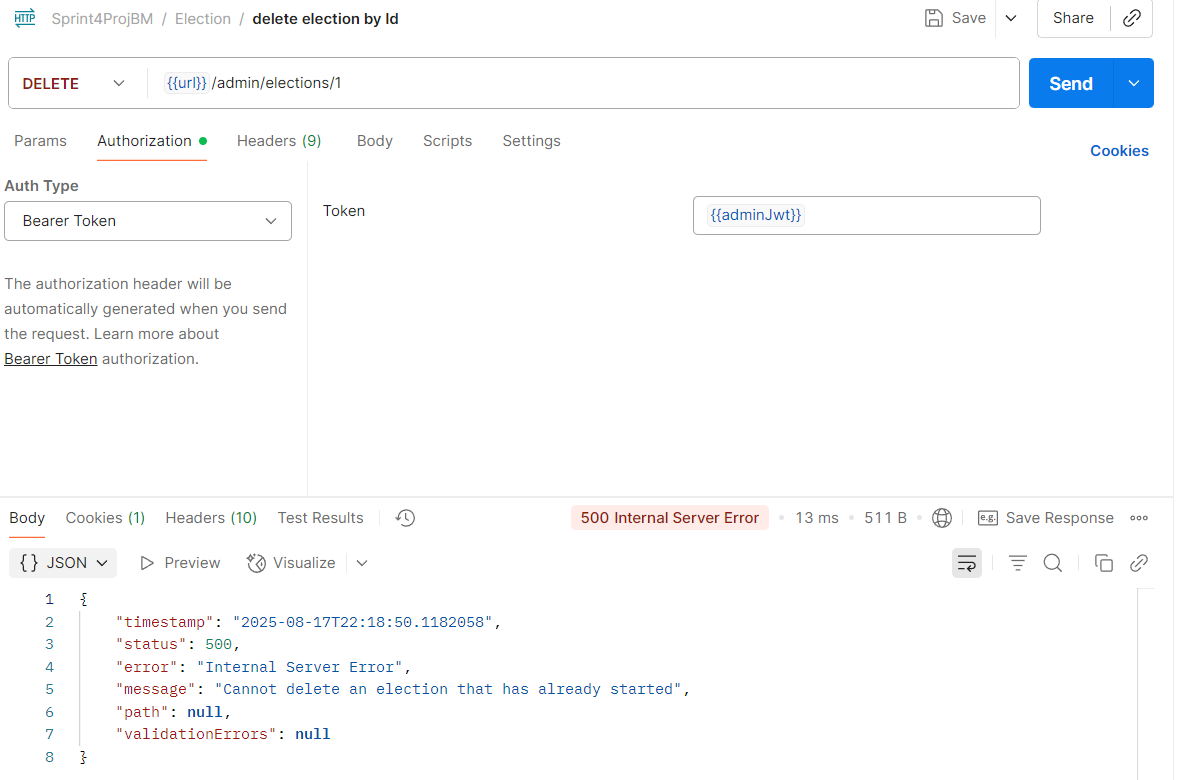 HTTP Sprint4ProjBM / Election / delete election by Id Save Share
DELETE {{url}} /admin/elections/1 Send
Params Authorization Headers (9) Body Scripts Settings Cookies
Auth Type
Bearer Token
Token {{adminJwt}}
The authorization header will be
automatically generated when you send
the request. Learn more about
Bearer Token authorization.
Body Cookies (1) Headers (10) Test Results 500 Internal Server Error • 13 ms • 511 B • e.g. Save Response
{} JSON Preview Visualize
1 {
2 "timestamp": "2025-08-17T22:18:50.1182058",
3 "status": 500,
4 "error": "Internal Server Error",
5 "message": "Cannot delete an election that has already started",
6 "path": null,
7 "validationErrors": null
8 }